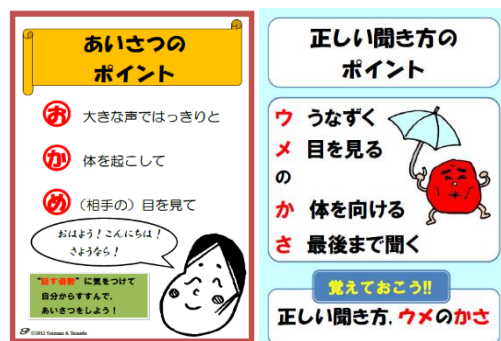 あいさつの
ポイント
お 大きな声ではっきりと
か 体を起こして
め （相手の）目を見て
おはよう！こんにちは！
さようなら！
“話す姿勢”に気をつけて
自分からすすんで、
あいさつをしよう！
正しい聞き方の
ポイント
ウ うなずく
メ 目を見る
の
か 体を向ける
さ 最後まで聞く
覚えておこう!!
正しい聞き方，ウメのかさ